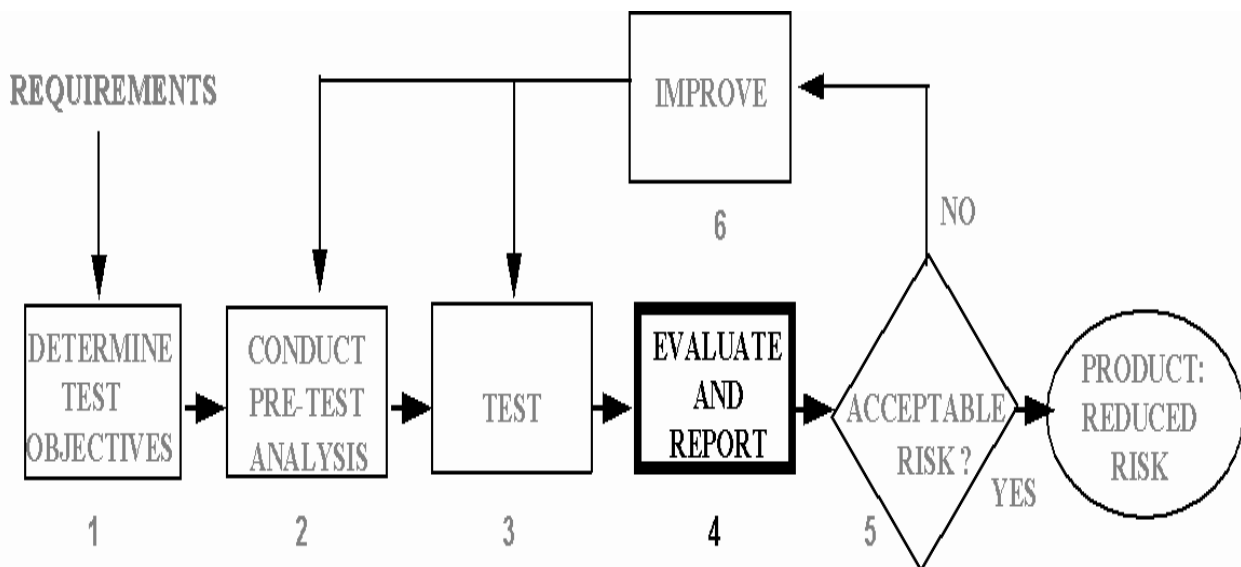 REQUIREMENTS
IMPROVE
6
NO
DETERMINE
TEST
OBJECTIVES
CONDUCT
PRE-TEST
ANALYSIS
TEST
EVALUATE
AND
REPORT
ACCEPTABLE
RISK?
YES
PRODUCT:
REDUCED
RISK
1
2
3
4
5